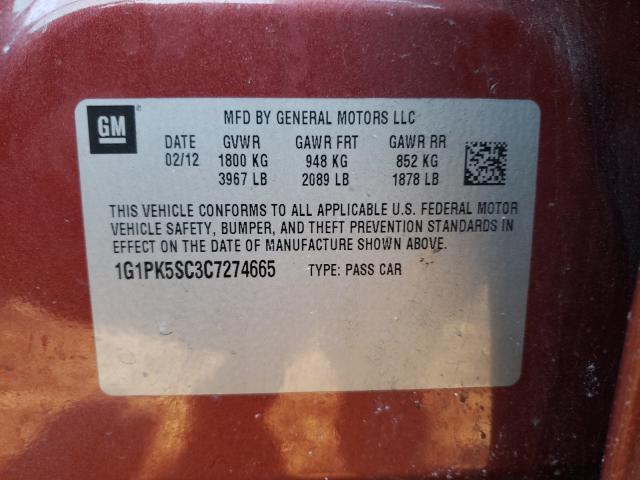 GM
MFD BY GENERAL MOTORS LLC
DATE GVWR GAWR FRT GAWR RR
02/12 1800 KG 948 KG 852 KG
3967 LB 2089 LB 1878 LB
THIS VEHICLE CONFORMS TO ALL APPLICABLE U.S. FEDERAL MOTOR
VEHICLE SAFETY, BUMPER, AND THEFT PREVENTION STANDARDS IN
EFFECT ON THE DATE OF MANUFACTURE SHOWN ABOVE.
1G1PK5SC3C7274665 TYPE: PASS CAR